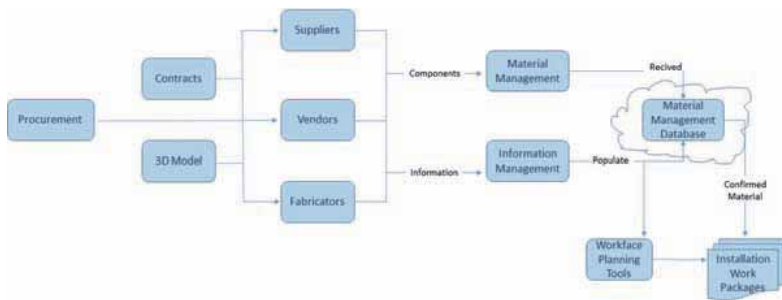 Suppliers
Contracts
Components
Material
Management
Recived
Procurement
Vendors
Material
Management
Database
3D Model
Information
Information
Management
Populate
Fabricators
Confirmed
Material
Workface
Planning
Tools
Installation
Work
Packages